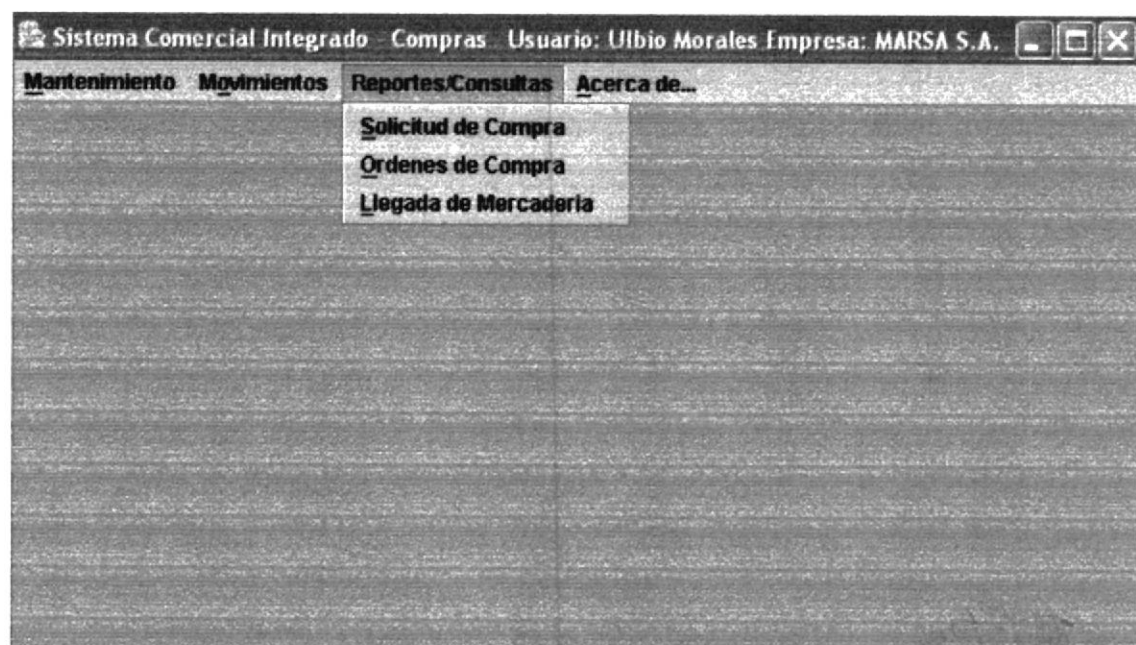 Sistema Comercial Integrado Compras Usuario: Ulbio Morales Empresa: MARSA S.A.
Mantenimiento Movimientos Reportes/Consultas Acerca de...
Solicitud de Compra
Ordenes de Compra
Llegada de Mercaderia